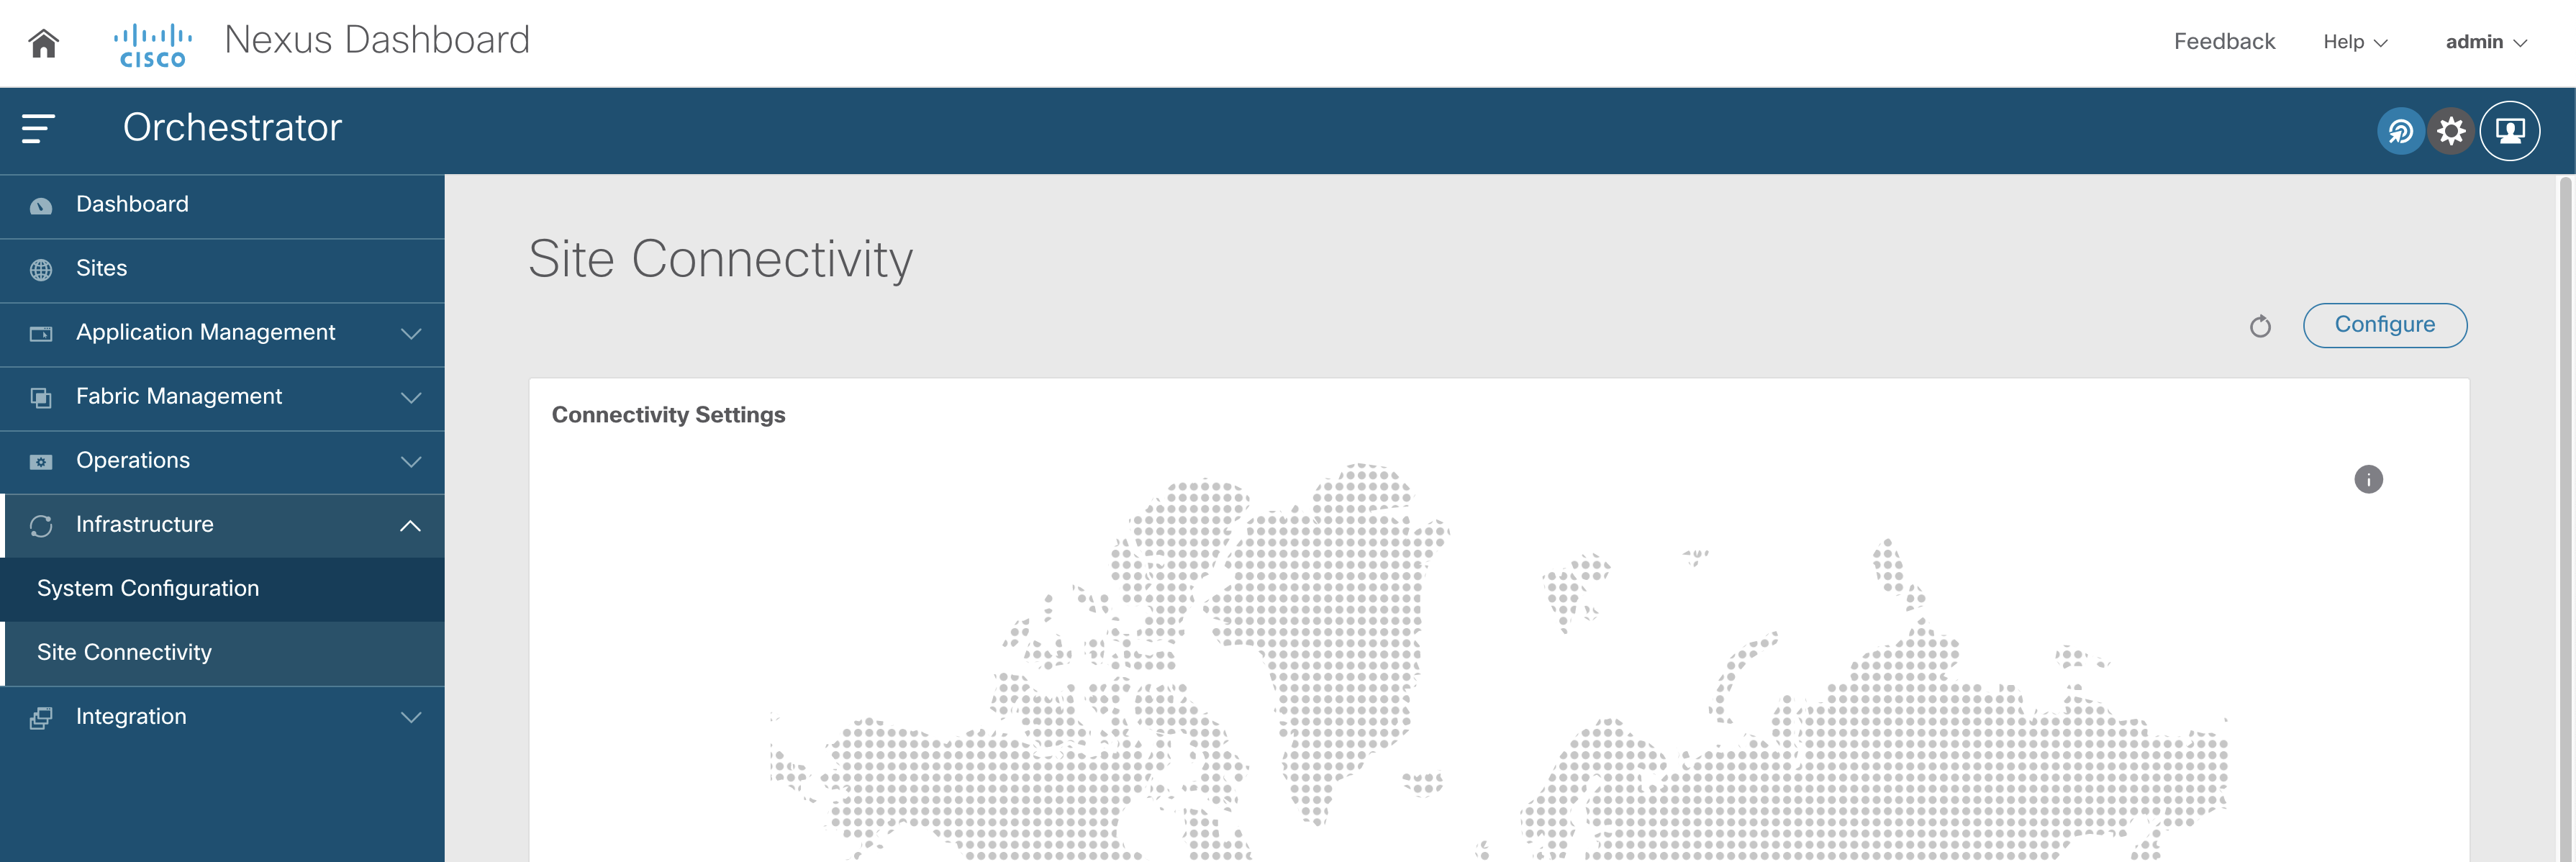 CISCO
Nexus Dashboard
Feedback
Help
admin
Orchestrator
Dashboard
Sites
Application Management
Fabric Management
Operations
Infrastructure
System Configuration
Site Connectivity
Integration
Site Connectivity
Configure
Connectivity Settings
i